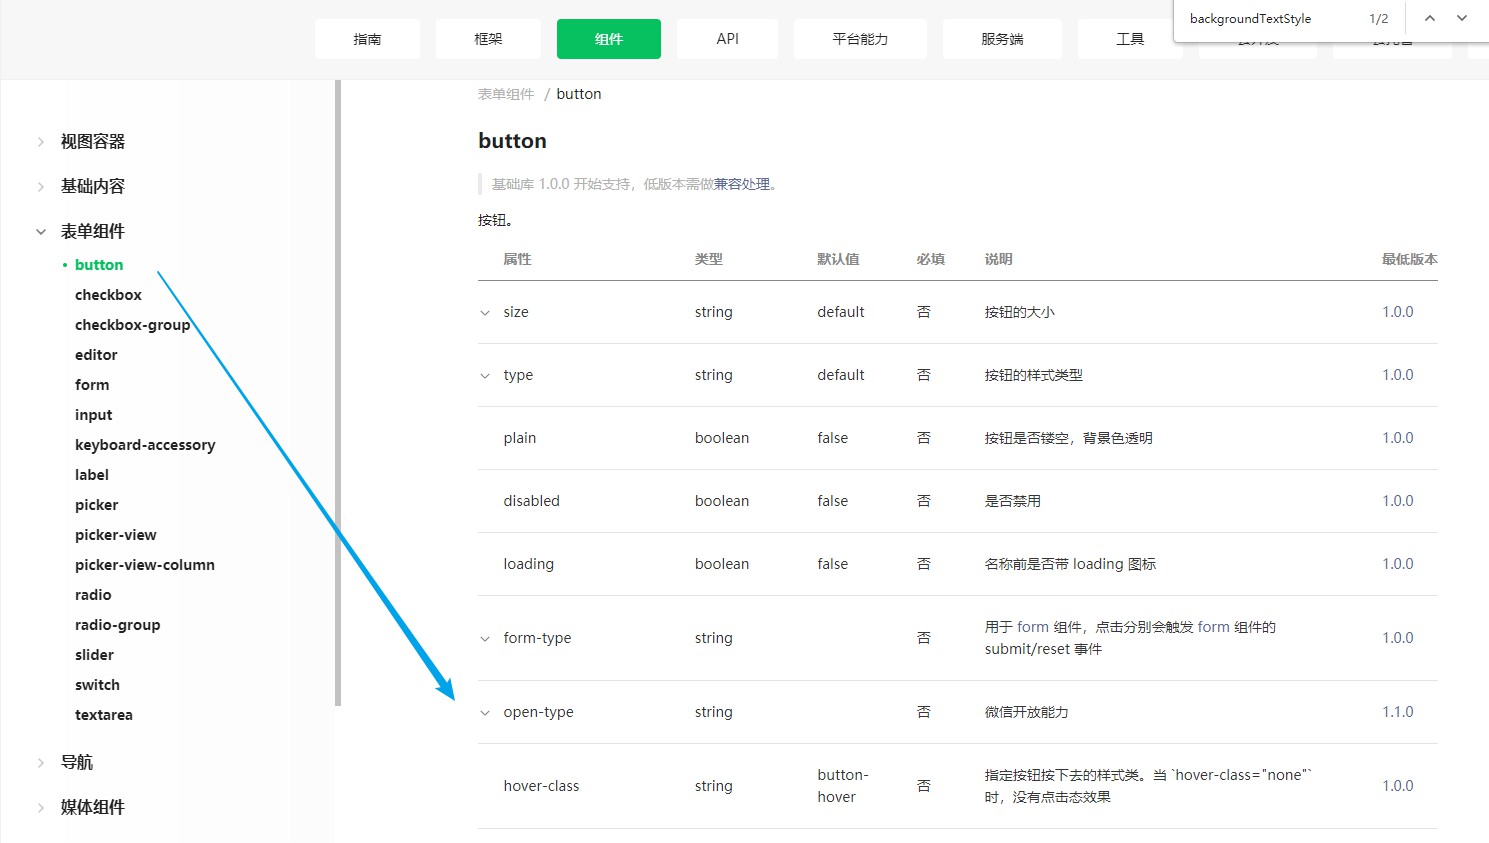 backgroundTextStyle 1/2
指南 框架 组件 API 平台能力 服务端 工具
表单组件 / button
视图容器
基础内容
表单组件
button
checkbox
checkbox-group
editor
form
input
keyboard-accessory
label
picker
picker-view
picker-view-column
radio
radio-group
slider
switch
textarea
导航
媒体组件
button
基础库 1.0.0 开始支持，低版本需做兼容处理。
按钮。
属性 类型 默认值 必填 说明 最低版本
size string default 否 按钮的大小 1.0.0
type string default 否 按钮的样式类型 1.0.0
plain boolean false 否 按钮是否镂空，背景色透明 1.0.0
disabled boolean false 否 是否禁用 1.0.0
loading boolean false 否 名称前是否带 loading 图标 1.0.0
form-type string 否 用于 form 组件，点击分别会触发 form 组件的 1.0.0
submit/reset 事件
open-type string 否 微信开放能力 1.1.0
hover-class string button- 否 指定按钮按下去的样式类。当 `hover-class="none"` 1.0.0
hover 时，没有点击态效果